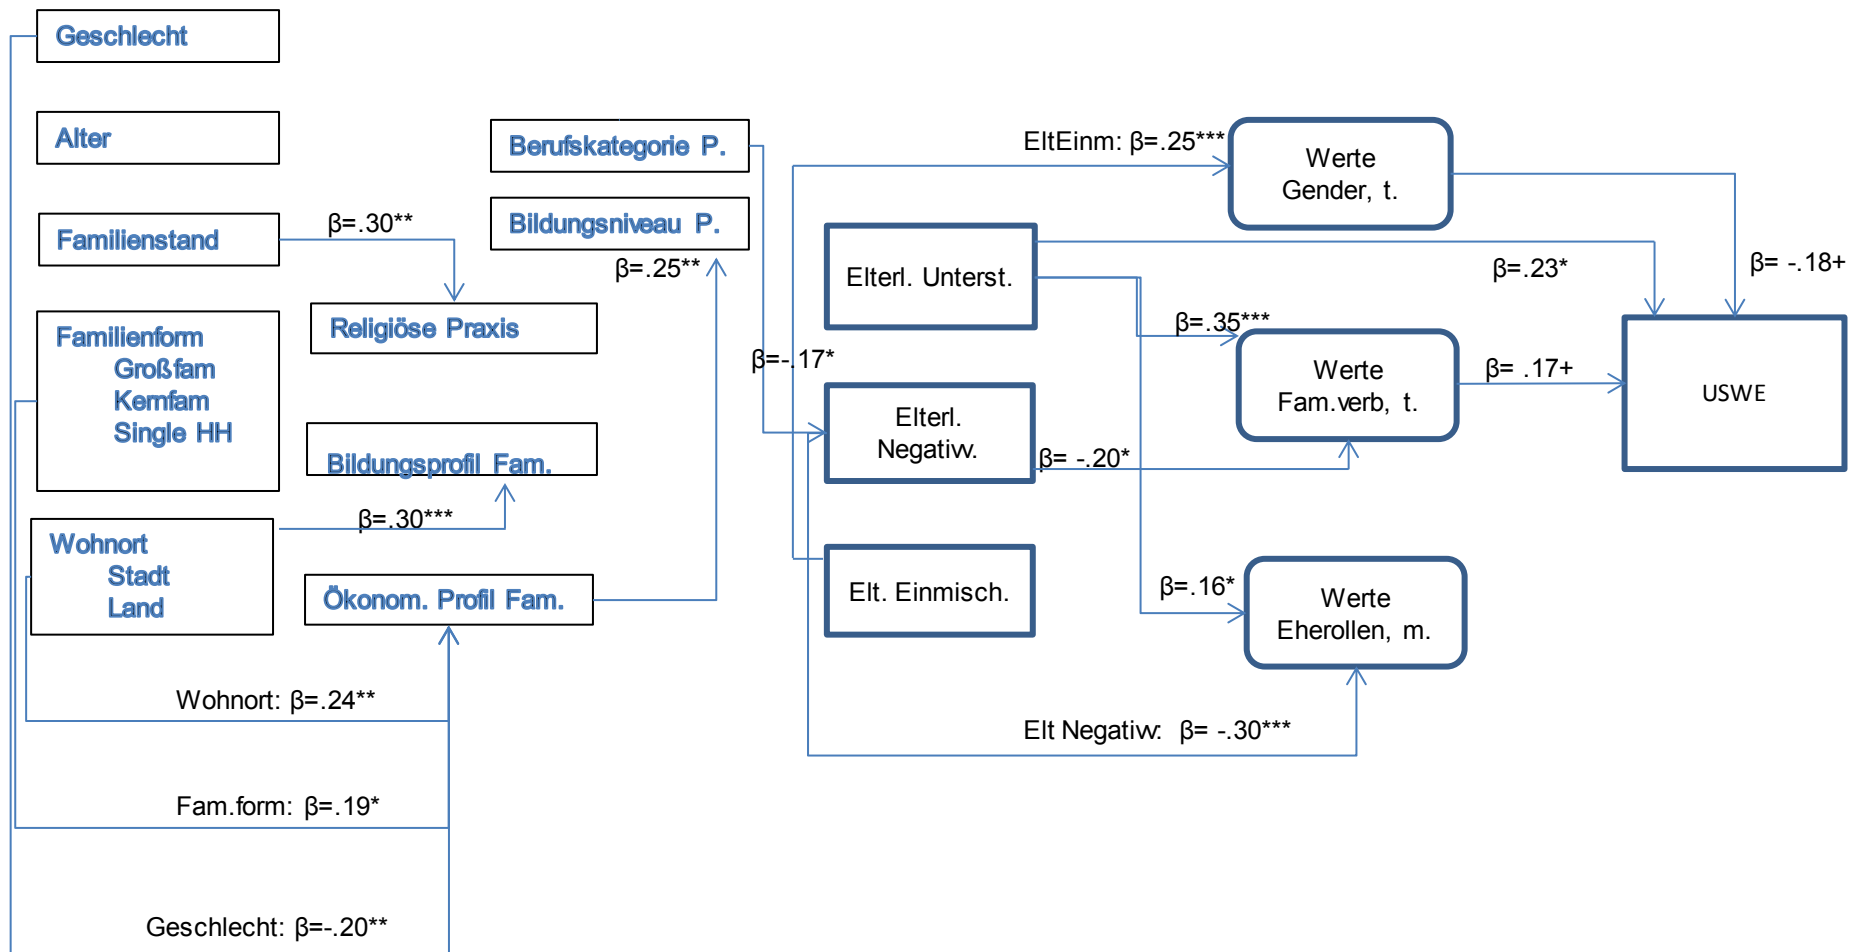 Geschlecht
Alter
Familienstand
Familienform
Großfam
Kernfam
Single HH
Wohnort
Stadt
Land
β=.30**
Religiöse Praxis
Bildungsprofil Fam.
β=.30***
Ökonom. Profil Fam.
Wohnort: β=.24**
Fam.form: β=.19*
Geschlecht: β=-.20**
Berufskategorie P.
Bildungsniveau P.
β=.25**
β=-.17*
Elterl. Unterst.
Elterl.
Negativv.
Elt. Einmisch.
EltEinm: β=.25***
β=.35***
β= -.20*
β=.16*
Elt Negativv: β= -.30***
Werte
Gender, t.
Werte
Fam.verb, t.
Werte
Eherollen, m.
β=.23*
β= -.18+
β= .17+
USWE